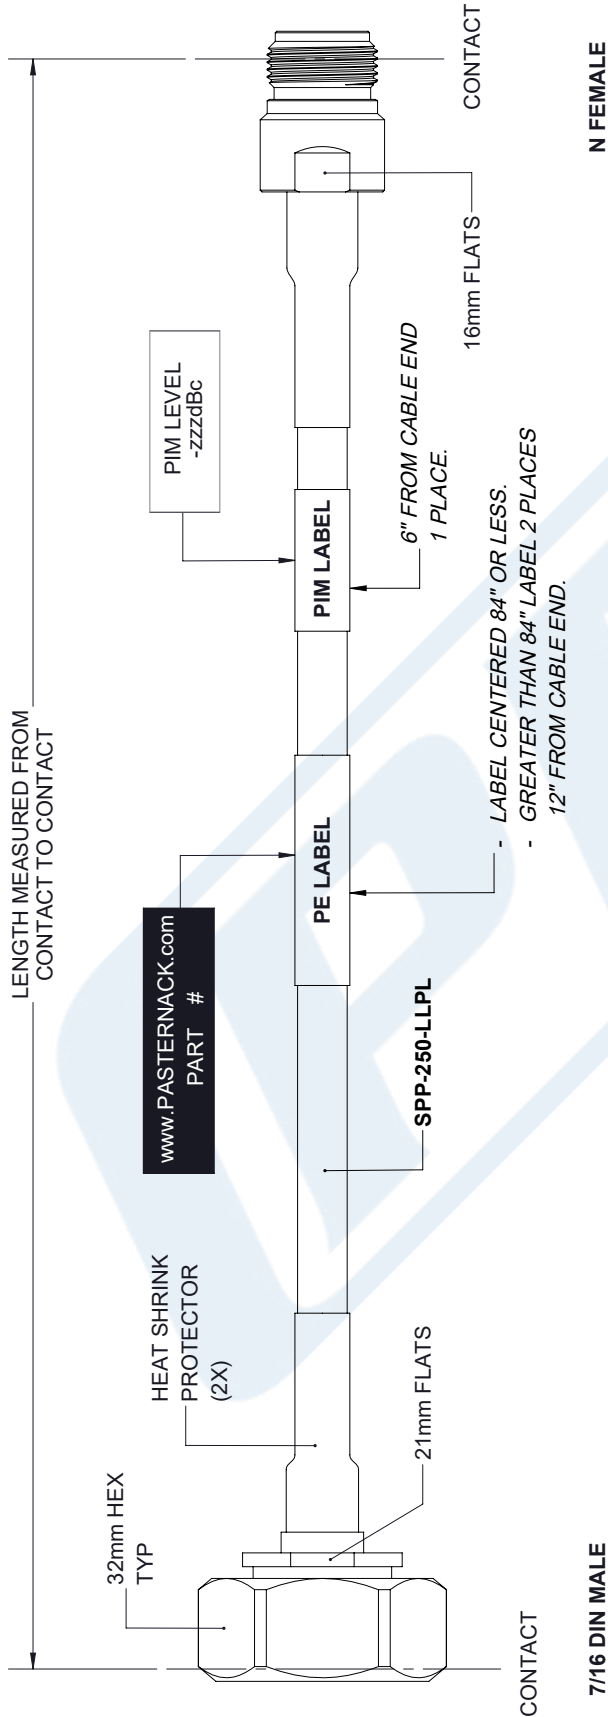 LENGTH MEASURED FROM
CONTACT TO CONTACT
32mm HEX
TYP
HEAT SHRINK
PROTECTOR
(2X)
www.PASTERNACK.com
PART #
PIM LEVEL
-zzzdBc
PE LABEL
PIM LABEL
21mm FLATS
SPP-250-LLPL
6" FROM CABLE END
1 PLACE.
16mm FLATS
- LABEL CENTERED 84" OR LESS.
- GREATER THAN 84" LABEL 2 PLACES
12" FROM CABLE END.
CONTACT
CONTACT
7/16 DIN MALE
N FEMALE